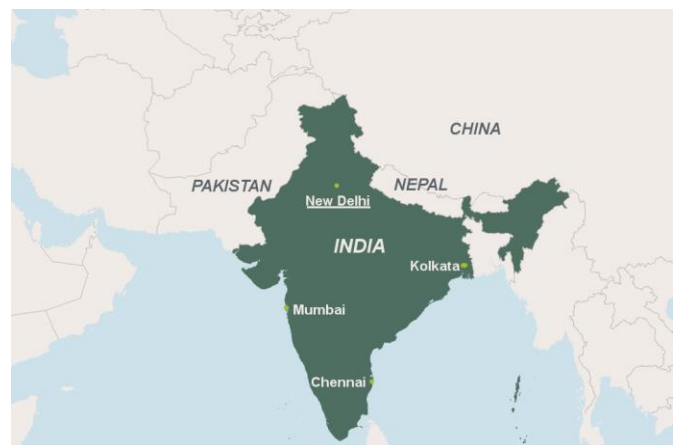 CHINA
PAKISTAN
NEPAL
New Delhi
INDIA
Kolkata
Mumbai
Chennai